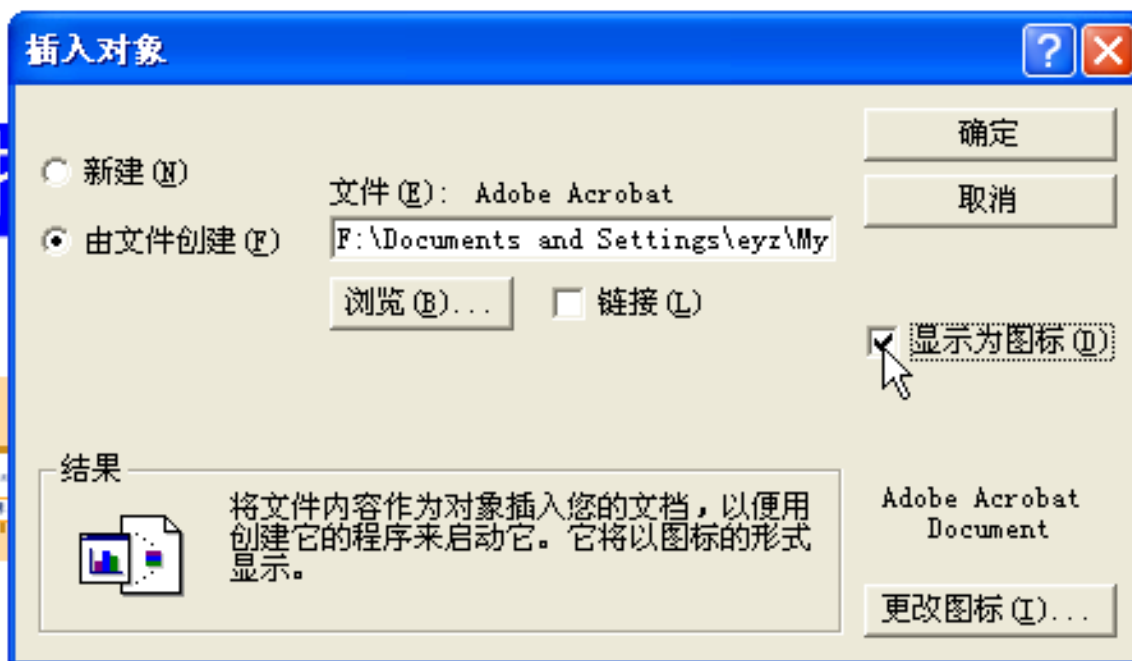 插入对象
确定
新建(N)
文件(E): Adobe Acrobat
取消
由文件创建(F)
F:\Documents and Settings\eyz\My
浏览(B)...
链接(L)
显示为图标(D)
结果
将文件内容作为对象插入您的文档，以便用
创建它的程序来启动它。它将以图标的形式
显示。
Adobe Acrobat
Document
更改图标(I)...